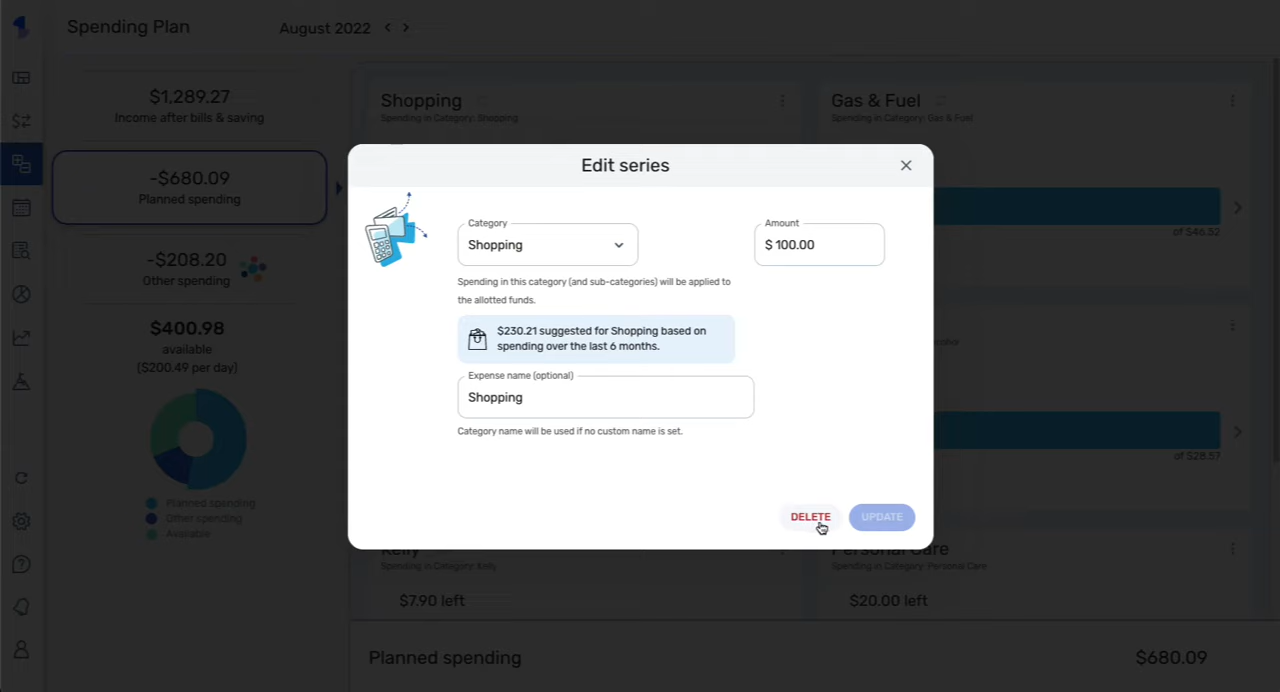 Spending Plan
August 2022
$1,289.27
Income after bills & saving
-$680.09
Planned spending
-$208.20
Other spending
$400.98
available
($200.49 per day)
Planned spending
Other spending
Available
Shopping
Spending in Category: Shopping
Gas & Fuel
Spending in Category: Gas & Fuel
of $46.52
of $28.57
Edit series
Category
Shopping
Amount
$ 100.00
Spending in this category (and sub-categories) will be applied to
the allotted funds.
$230.21 suggested for Shopping based on
spending over the last 6 months.
Expense name (optional)
Shopping
Category name will be used if no custom name is set.
DELETE
UPDATE
Kelly
Spending in Category: Kelly
$7.90 left
Personal Care
Spending in Category: Personal Care
$20.00 left
Planned spending
$680.09